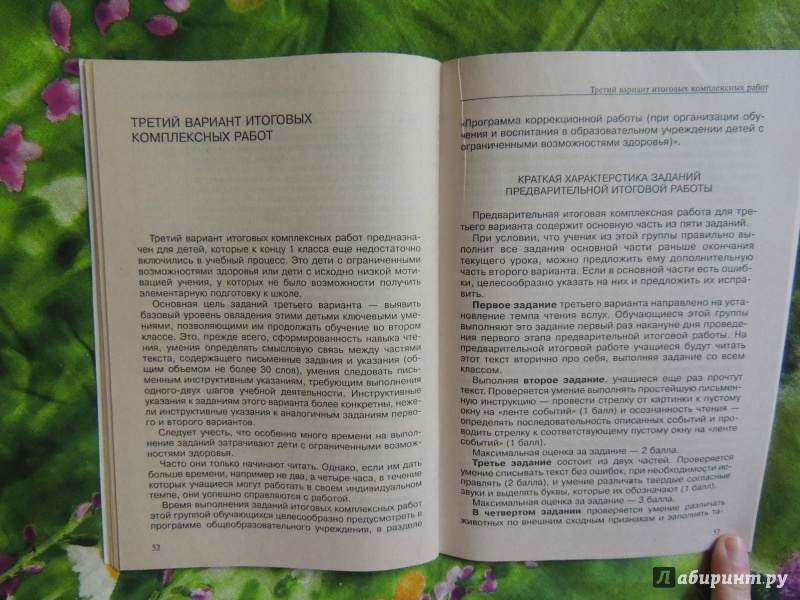 ТРЕТИЙ ВАРИАНТ ИТОГОВЫХ
КОМПЛЕКСНЫХ РАБОТ
Третий вариант итоговых комплексных работ предназна-
чен для детей, которые к концу 1 класса еще недостаточно
включились в учебный процесс. Это дети с ограниченными
возможностями здоровья или дети с исходно низкой моти-
вацией учения, у которых не было возможности получить
элементарную подготовку к школе.
Основная цель заданий третьего варианта — выявить
базовый уровень овладения этими детьми ключевыми уме-
ниями, позволяющими им продолжать обучение во втором
классе. Это, прежде всего, сформированность навыка чте-
ния, умения определять смысловую связь между частями
текста, содержащего письменные задания и указания (об-
щим объемом не более 30 слов), умения следовать пись-
менным инструктивным указаниям, требующим выполнения
одного-двух шагов учебной деятельности. Инструктивные
указания к заданиям этого варианта более конкретны, неже-
ли инструктивные указания к аналогичным заданиям перво-
го и второго вариантов.
Следует учесть, что особенно много времени на выпол-
нение заданий затрачивают дети с ограниченными возмож-
ностями здоровья.
Часто они только начинают читать. Однако, если им дать
больше времени, например не два, а четыре часа, в течение
которых учащиеся могут работать в своем индивидуальном
темпе, они успешно справляются с работой.
Время выполнения заданий итоговых комплексных работ
этой группой обучающихся целесообразно предусмотреть в
программе общеобразовательного учреждения, в разделе
52
Третий вариант итоговых комплексных работ
«Программа коррекционной работы (при организации обу-
чения и воспитания в образовательном учреждении детей с
ограниченными возможностями здоровья)».
КРАТКАЯ ХАРАКТЕРСТИКА ЗАДАНИЙ
ПРЕДВАРИТЕЛЬНОЙ ИТОГОВОЙ РАБОТЫ
Предварительная итоговая комплексная работа для тре-
тьего варианта содержит основную часть из пяти заданий.
При условии, что ученик из этой группы правильно вы-
полнит все задания основной части раньше окончания
текущего урока, можно предложить ему дополнительную
часть второго варианта. Если в основной части есть ошиб-
ки, целесообразно указать на них и предложить их испра-
вить.
Первое задание третьего варианта направлено на уста-
новление темпа чтения вслух. Обучающиеся этой группы
выполняют это задание первый раз накануне дня проведе-
ния первого этапа предварительной итоговой работы. На
предварительной итоговой работе учащиеся будут читать
этот текст вторично про себя, выполняя задание со всем
классом.
Выполняя второе задание, учащиеся еще раз прочтут
текст. Проверяется умение выполнять простейшую письмен-
ную инструкцию — провести стрелку от картинки к пустому
окну на «ленте событий» (1 балл) и осознанность чтения —
определять последовательность описанных событий и про-
водить стрелку к соответствующему пустому окну на «ленте
событий» (1 балл).
Максимальная оценка за задание — 2 балла.
Третье задание состоит из двух частей. Проверяется
умение списывать текст без ошибок, при необходимости ис-
правлять (2 балла), и умение различать твердые согласные
звуки и выделять буквы, которые их обозначают (1 балл).
Максимальная оценка за задание — 3 балла.
В четвертом задании проверяется умение различать
животных по внешним сходным признакам и заполнять та-
53
Лабиринт.ру